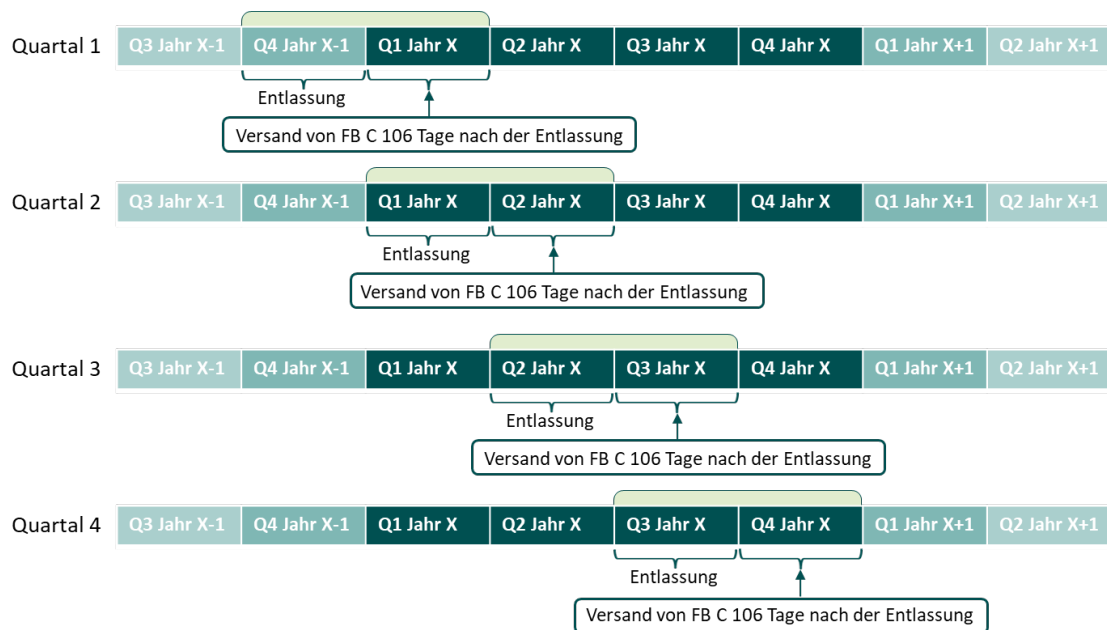 Quartal 1 Q3 Jahr X-1 Q4 Jahr X-1 Q1 Jahr X Q2 Jahr X Q3 Jahr X Q4 Jahr X Q1 Jahr X+1 Q2 Jahr X+1
Entlassung
Versand von FB C 106 Tage nach der Entlassung
Quartal 2 Q3 Jahr X-1 Q4 Jahr X-1 Q1 Jahr X Q2 Jahr X Q3 Jahr X Q4 Jahr X Q1 Jahr X+1 Q2 Jahr X+1
Entlassung
Versand von FB C 106 Tage nach der Entlassung
Quartal 3 Q3 Jahr X-1 Q4 Jahr X-1 Q1 Jahr X Q2 Jahr X Q3 Jahr X Q4 Jahr X Q1 Jahr X+1 Q2 Jahr X+1
Entlassung
Versand von FB C 106 Tage nach der Entlassung
Quartal 4 Q3 Jahr X-1 Q4 Jahr X-1 Q1 Jahr X Q2 Jahr X Q3 Jahr X Q4 Jahr X Q1 Jahr X+1 Q2 Jahr X+1
Entlassung
Versand von FB C 106 Tage nach der Entlassung